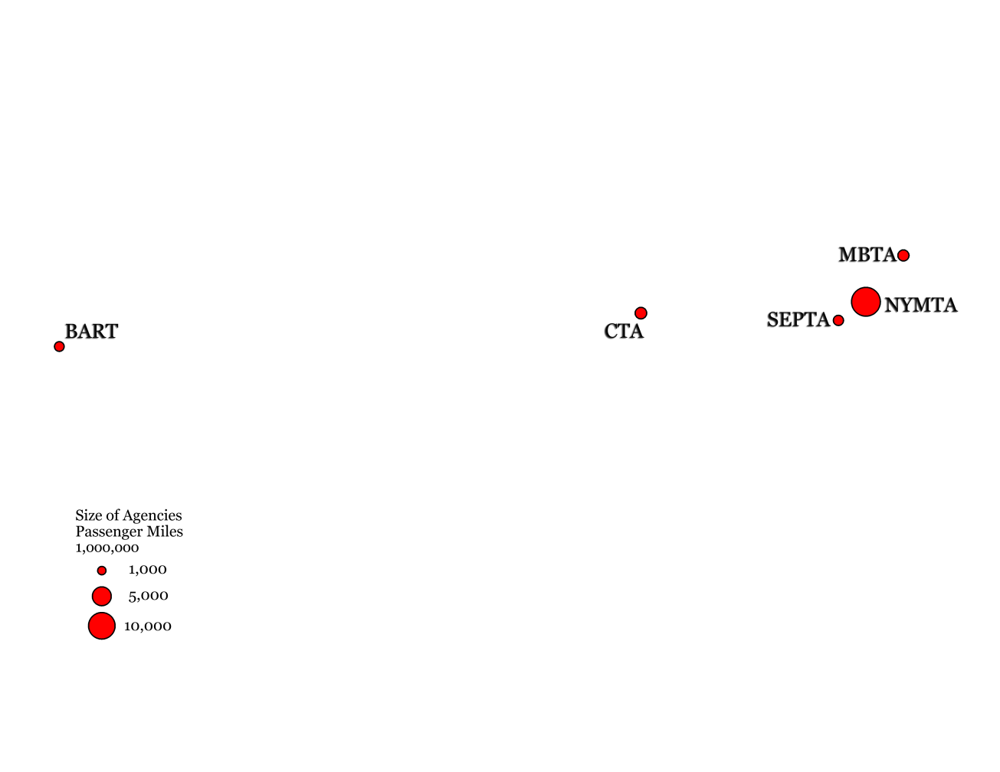 MBTA
NYMTA
SEPTA
BART
CTA
Size of Agencies
Passenger Miles
1,000,000
1,000
5,000
10,000